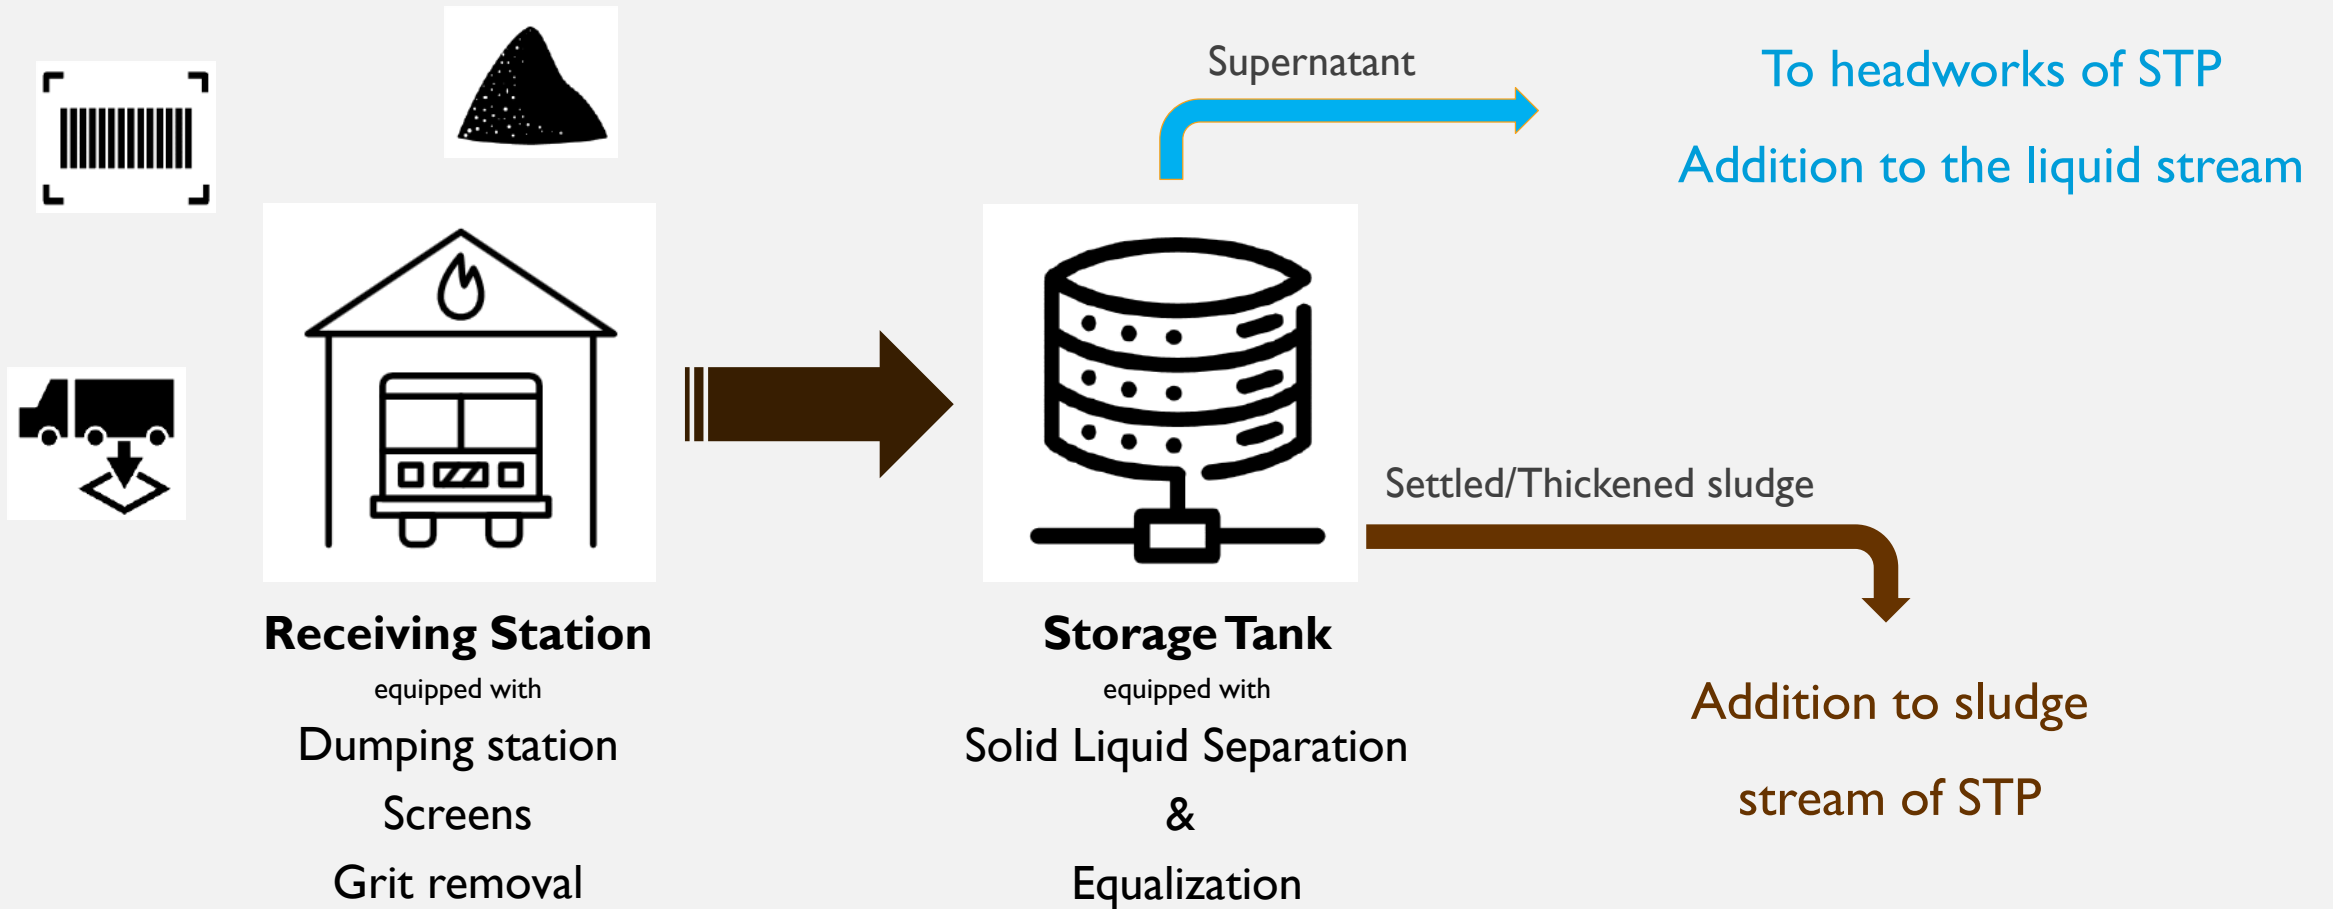 Supernatant
To headworks of STP
Addition to the liquid stream
Settled/Thickened sludge
Receiving Station
equipped with
Dumping station
Screens
Grit removal
Storage Tank
equipped with
Solid Liquid Separation
&
Equalization
Addition to sludge
stream of STP